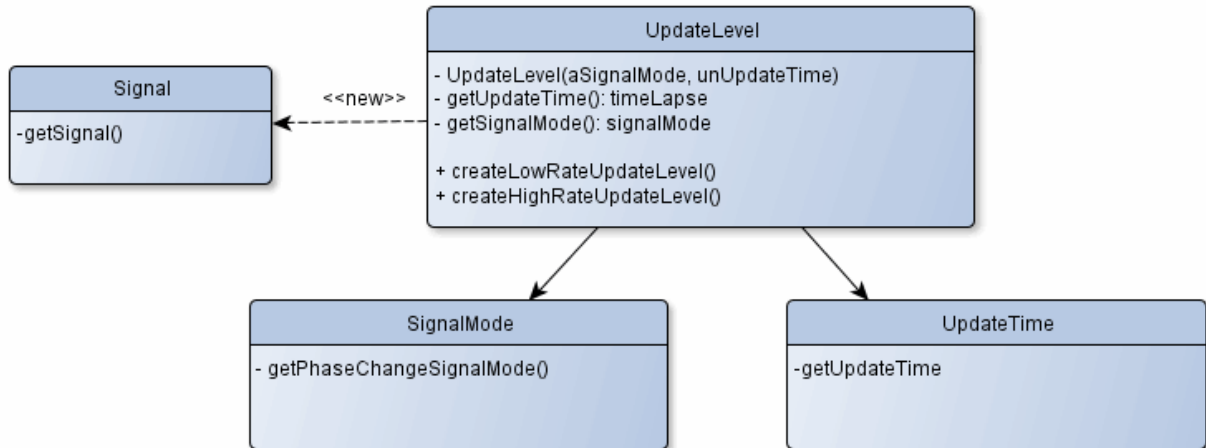 UpdateLevel
- UpdateLevel(aSignalMode, unUpdateTime)
- getUpdateTime(): timeLapse
- getSignalMode(): signalMode
+ createLowRateUpdateLevel()
+ createHighRateUpdateLevel()
Signal
-getSignal()
<<new>>
SignalMode
- getPhaseChangeSignalMode()
UpdateTime
-getUpdateTime